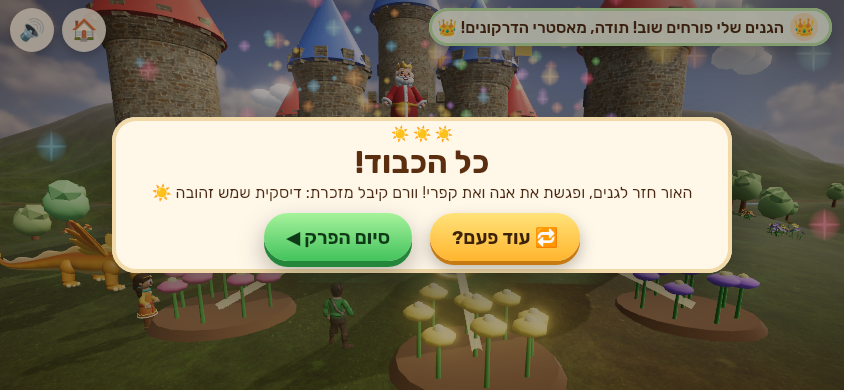 הגנים שלי פורחים שוב! תודה, מאסטרי הדרקונים!
כל הכבוד!
האור חזר לגנים, ופגשת את אנה ואת קפרי! וורם קיבל מזכרת: דיסקית שמש זהובה
עוד פעם?
סיום הפרק